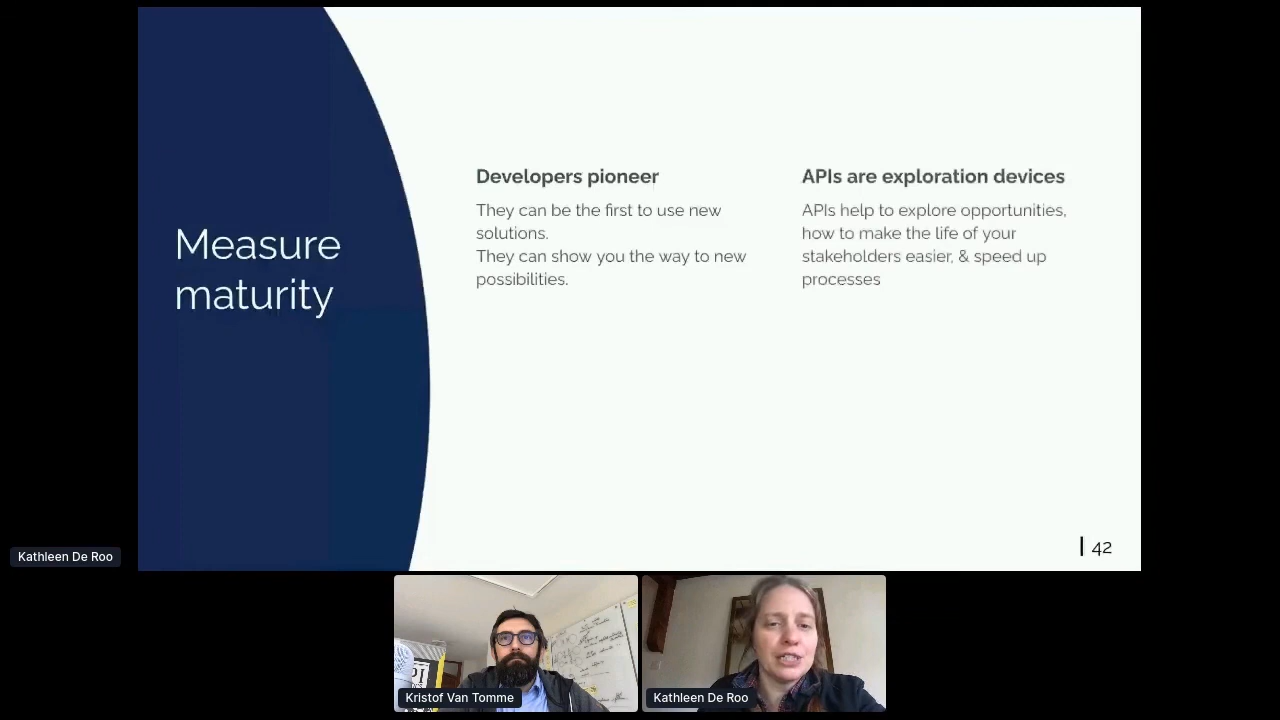 Measure
maturity
Developers pioneer
They can be the first to use new
solutions.
They can show you the way to new
possibilities.
APIs are exploration devices
APIs help to explore opportunities,
how to make the life of your
stakeholders easier, & speed up
processes
42
Kathleen De Roo
Kristof Van Tomme
Kathleen De Roo